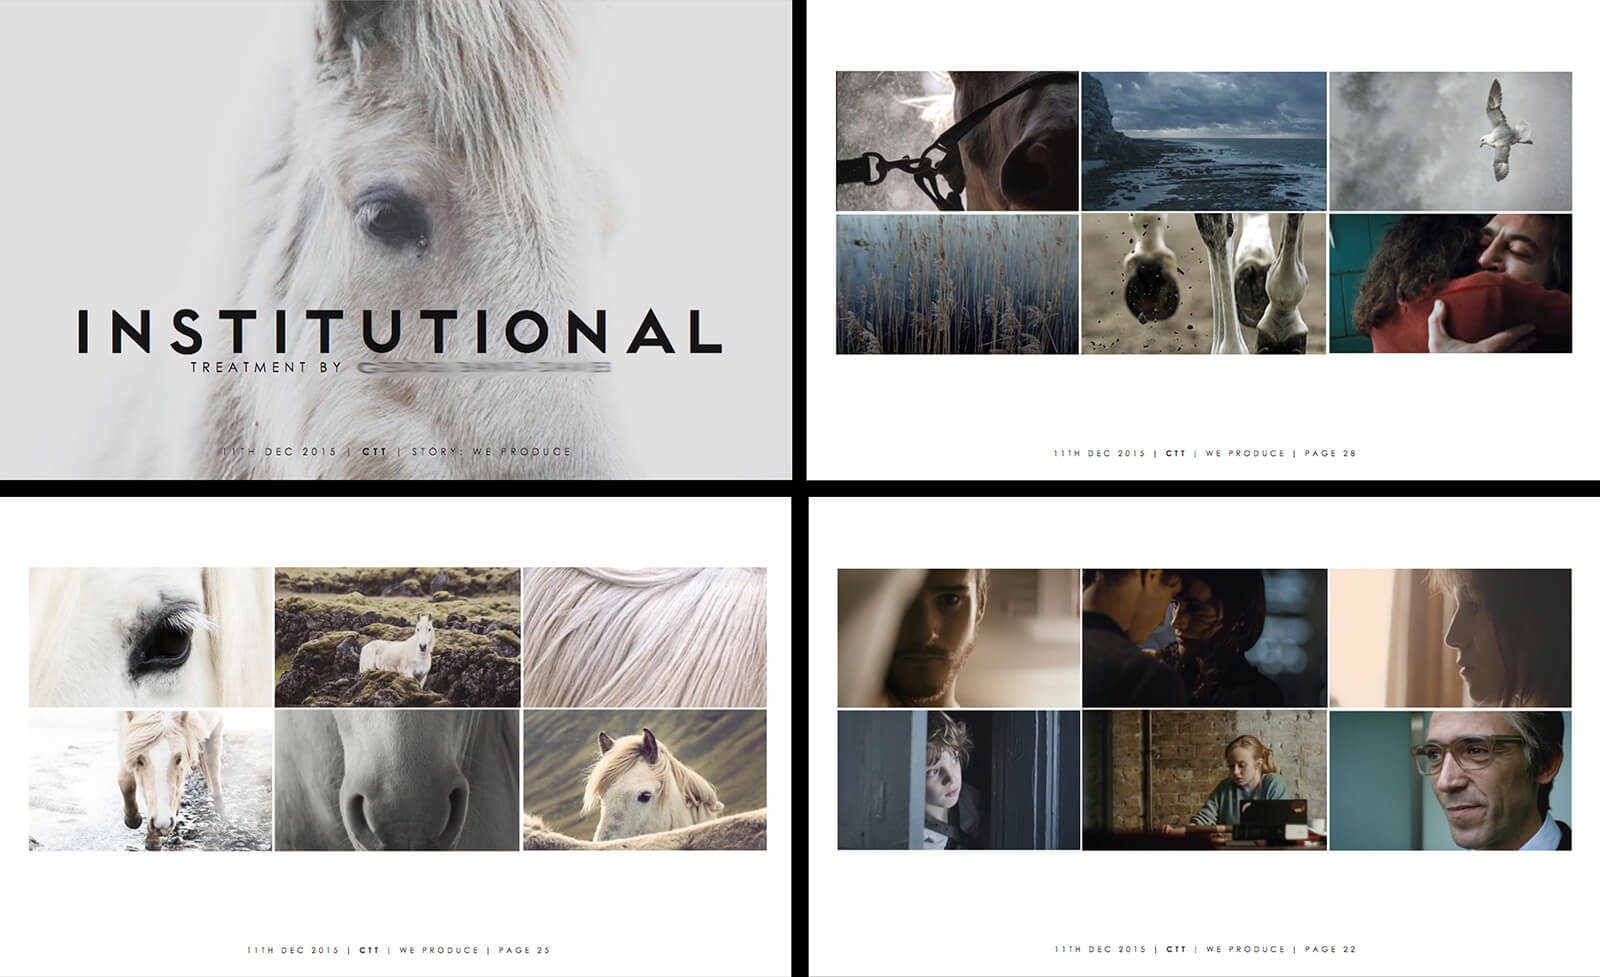 INSTITUTIONAL
TREATMENT BY
11TH DEC 2015 | CTT | STORY: WE PRODUCE
11TH DEC 2015 | CTT | WE PRODUCE | PAGE 28
11TH DEC 2015 | CTT | WE PRODUCE | PAGE 25
11TH DEC 2015 | CTT | WE PRODUCE | PAGE 22